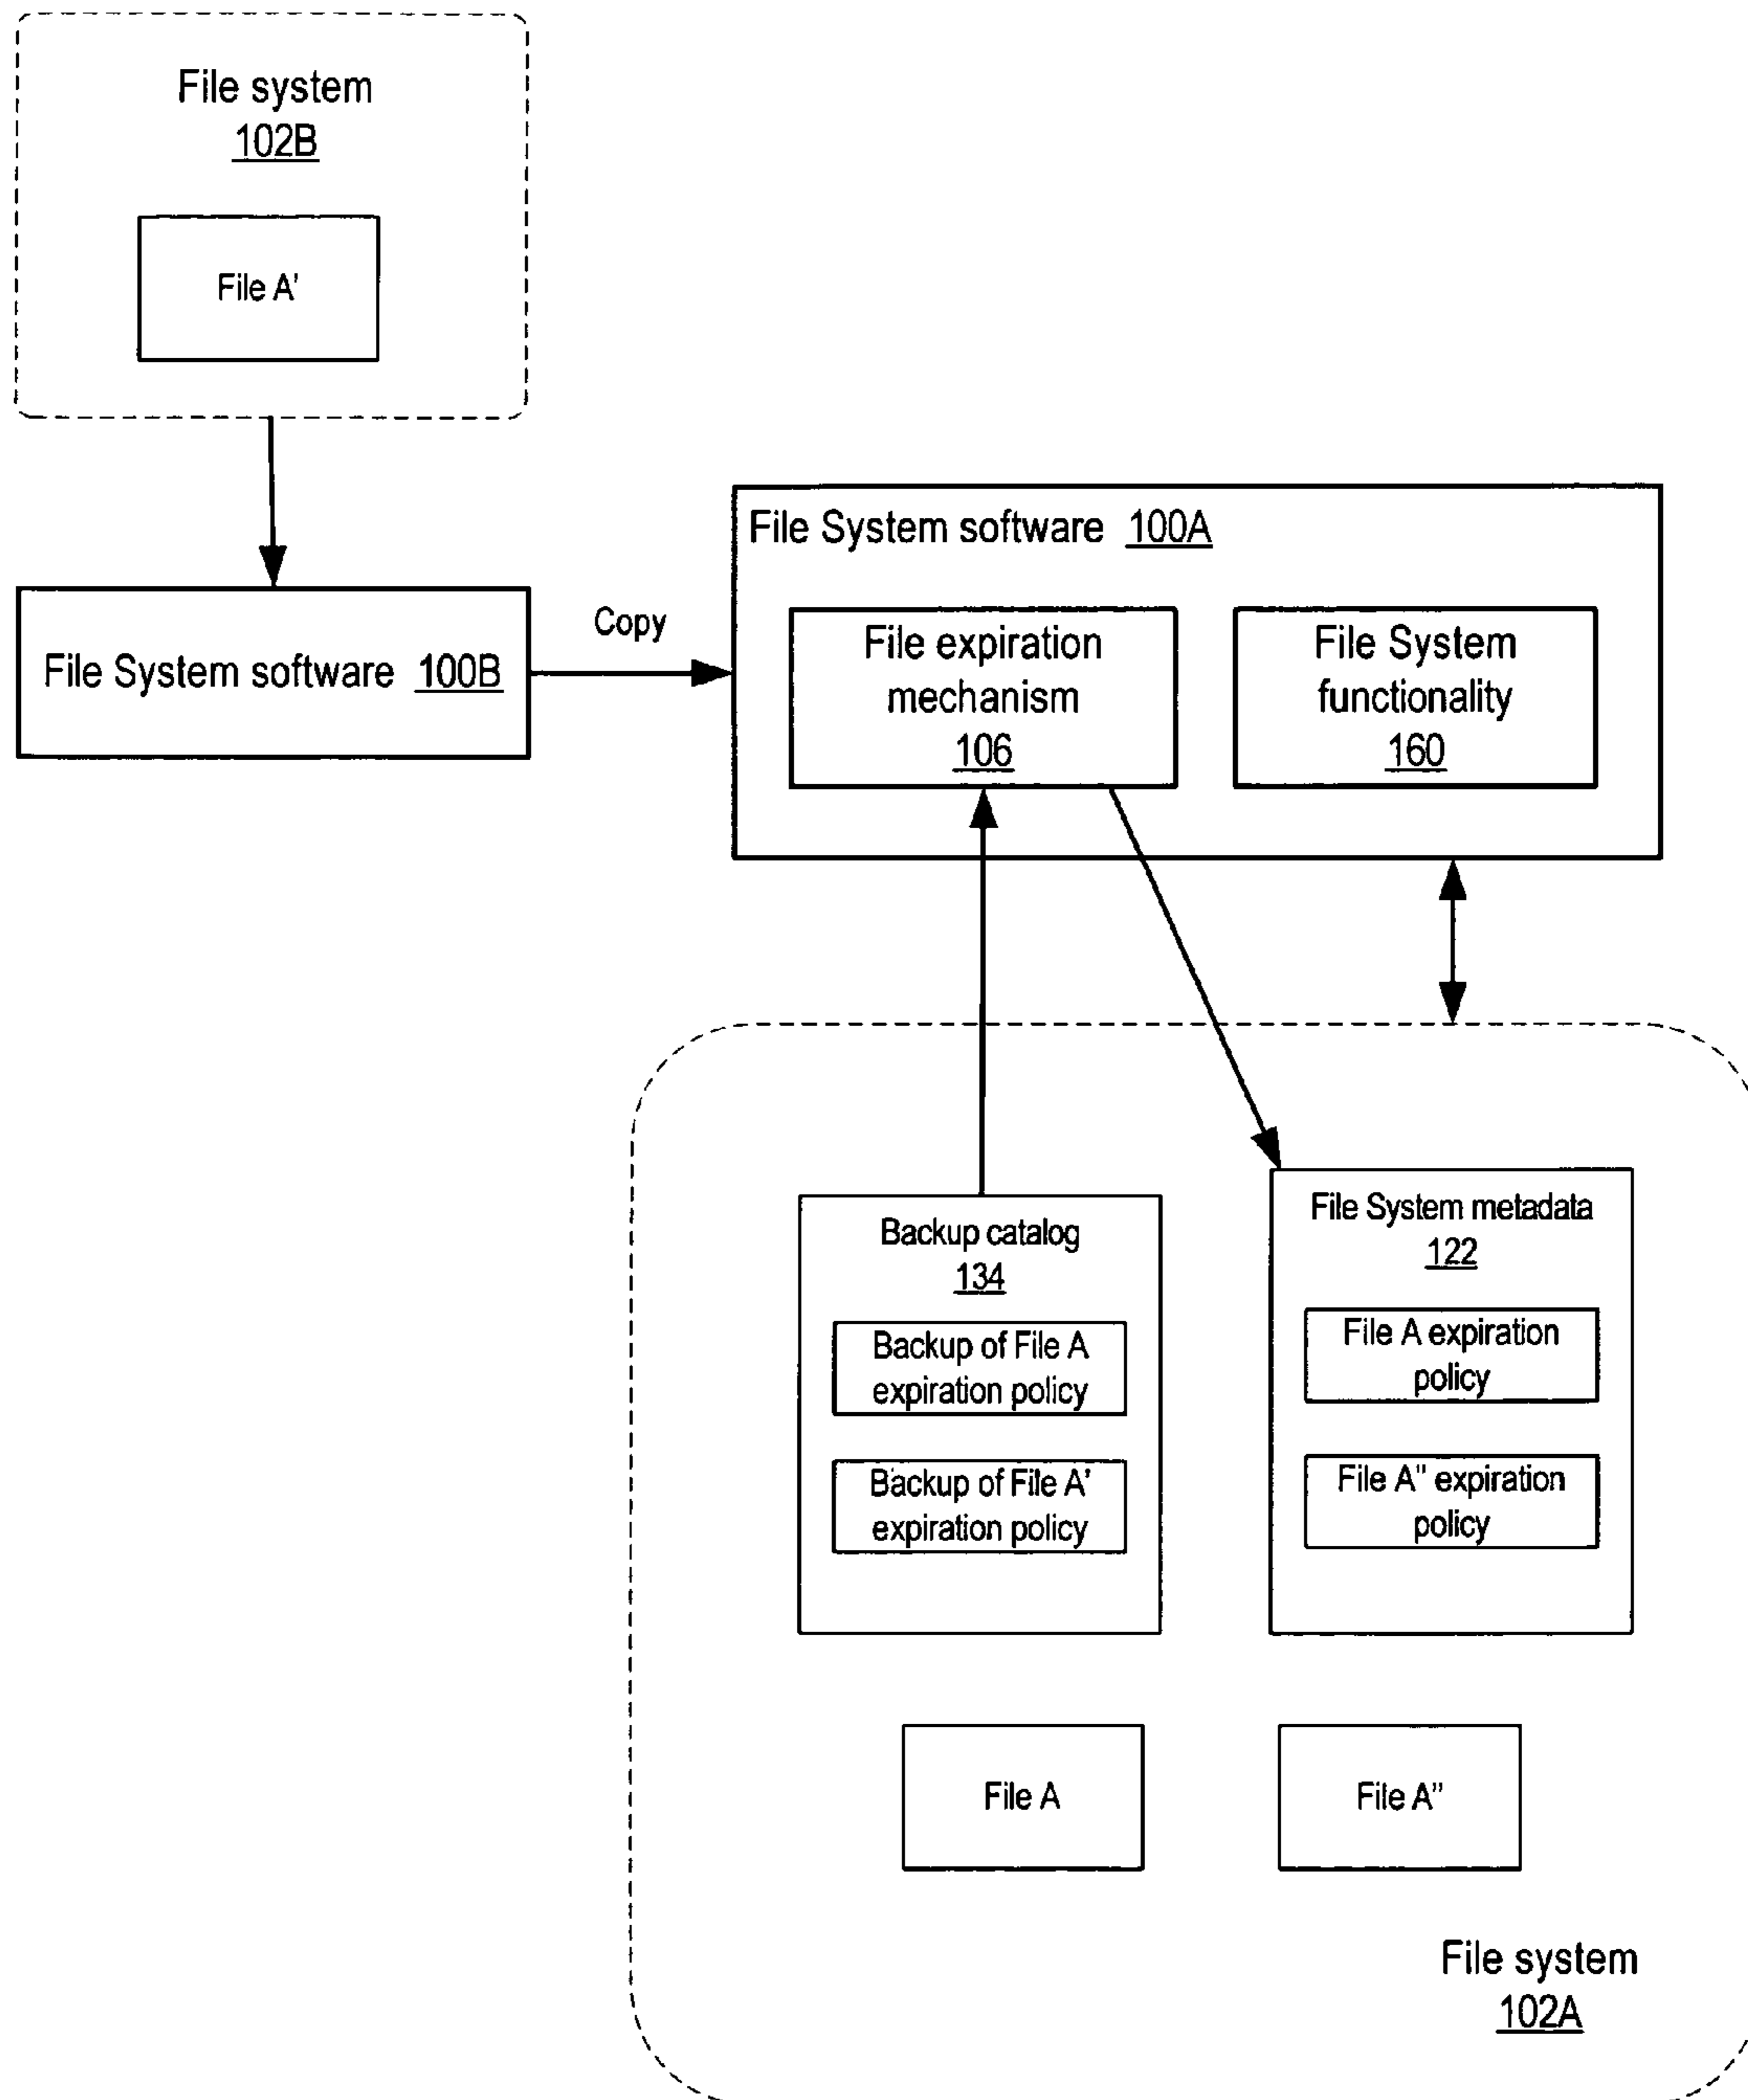 File system
102B
File A'
File System software 100A
File expiration
mechanism
106
File System
functionality
160
Copy
File System software 100B
Backup catalog
134
Backup of File A
expiration policy
Backup of File A'
expiration policy
File System metadata
122
File A expiration
policy
File A" expiration
policy
File A
File A"
File system
102A